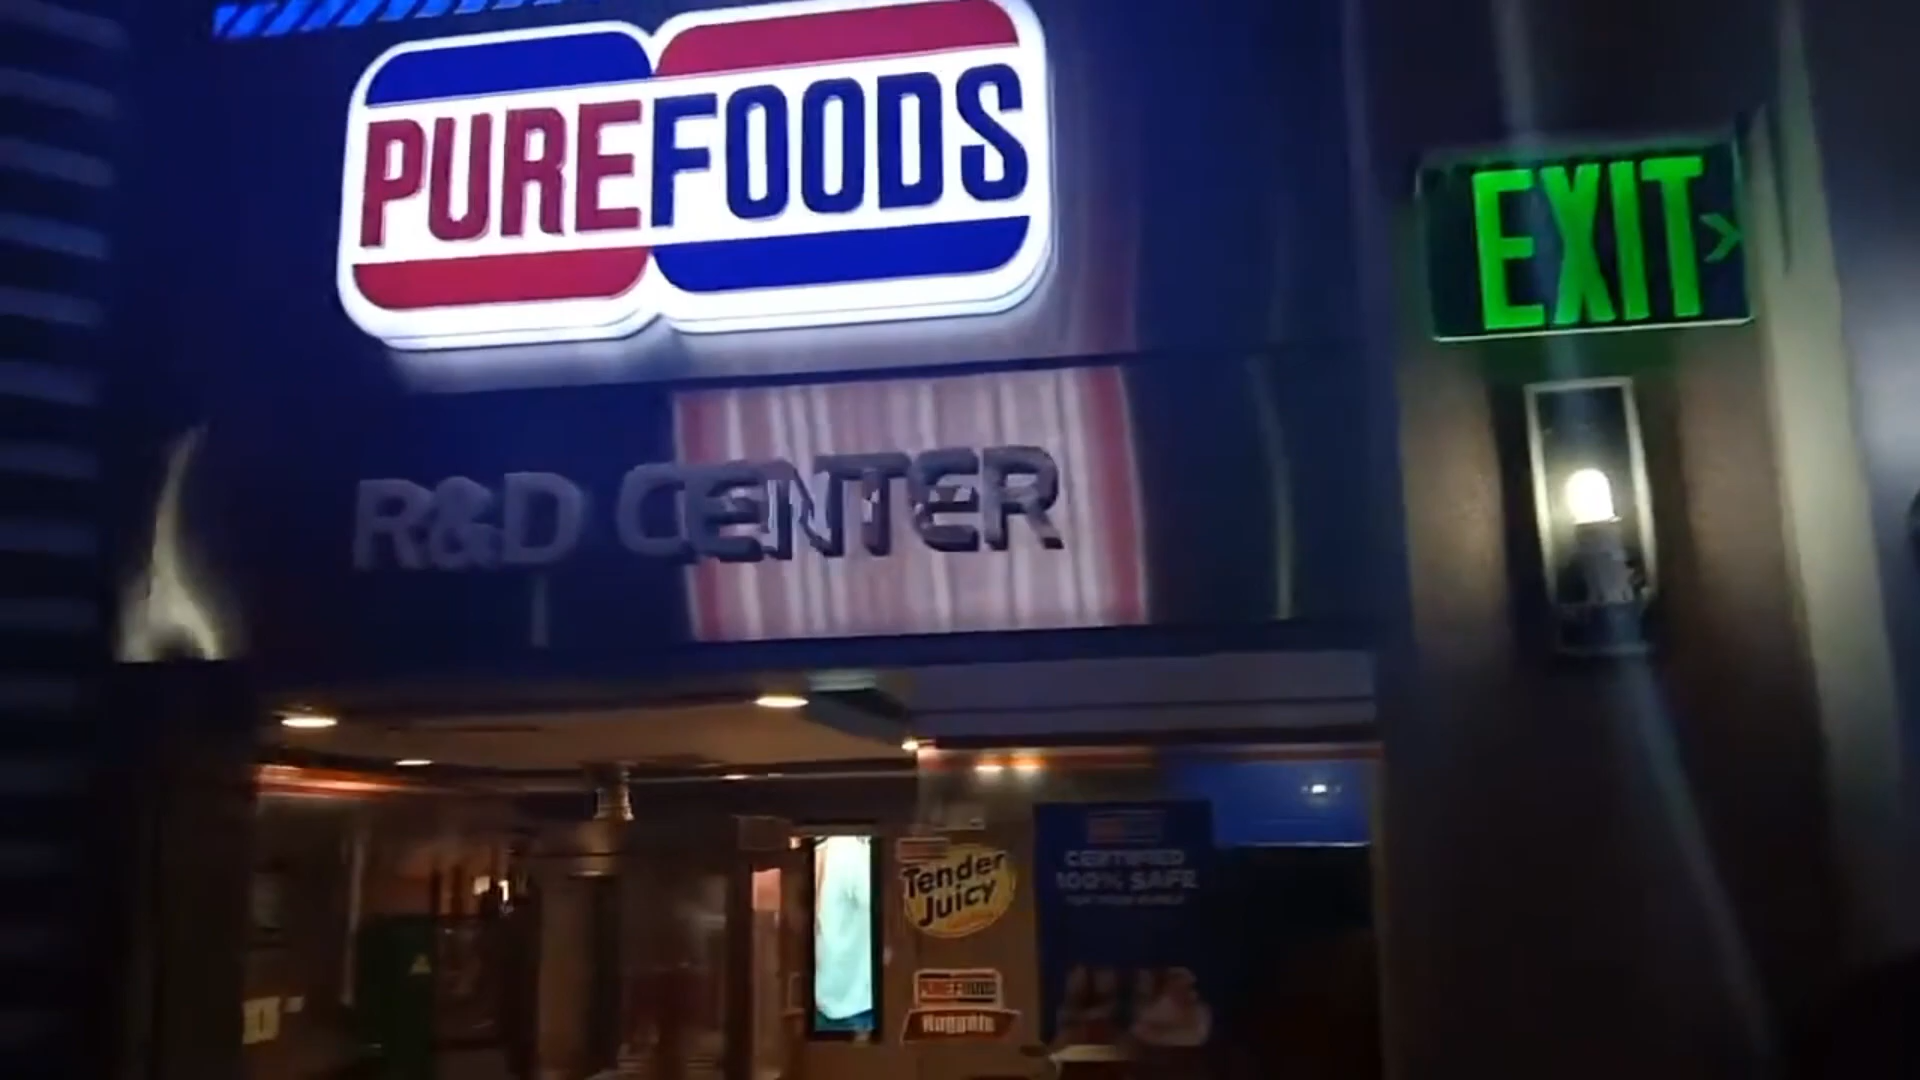 PUREFOODS
EXIT
R&D CENTER
Tender
Juicy
CERTIFIED
100% SAFE
PUREFOODS
Nuggets